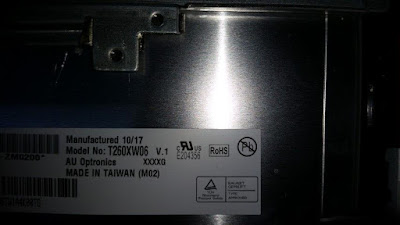 Manufactured 10/17
Model No: T260XW06 V.1
AU Optronics XXXXG
MADE IN TAIWAN (M02)
E204356
RoHS